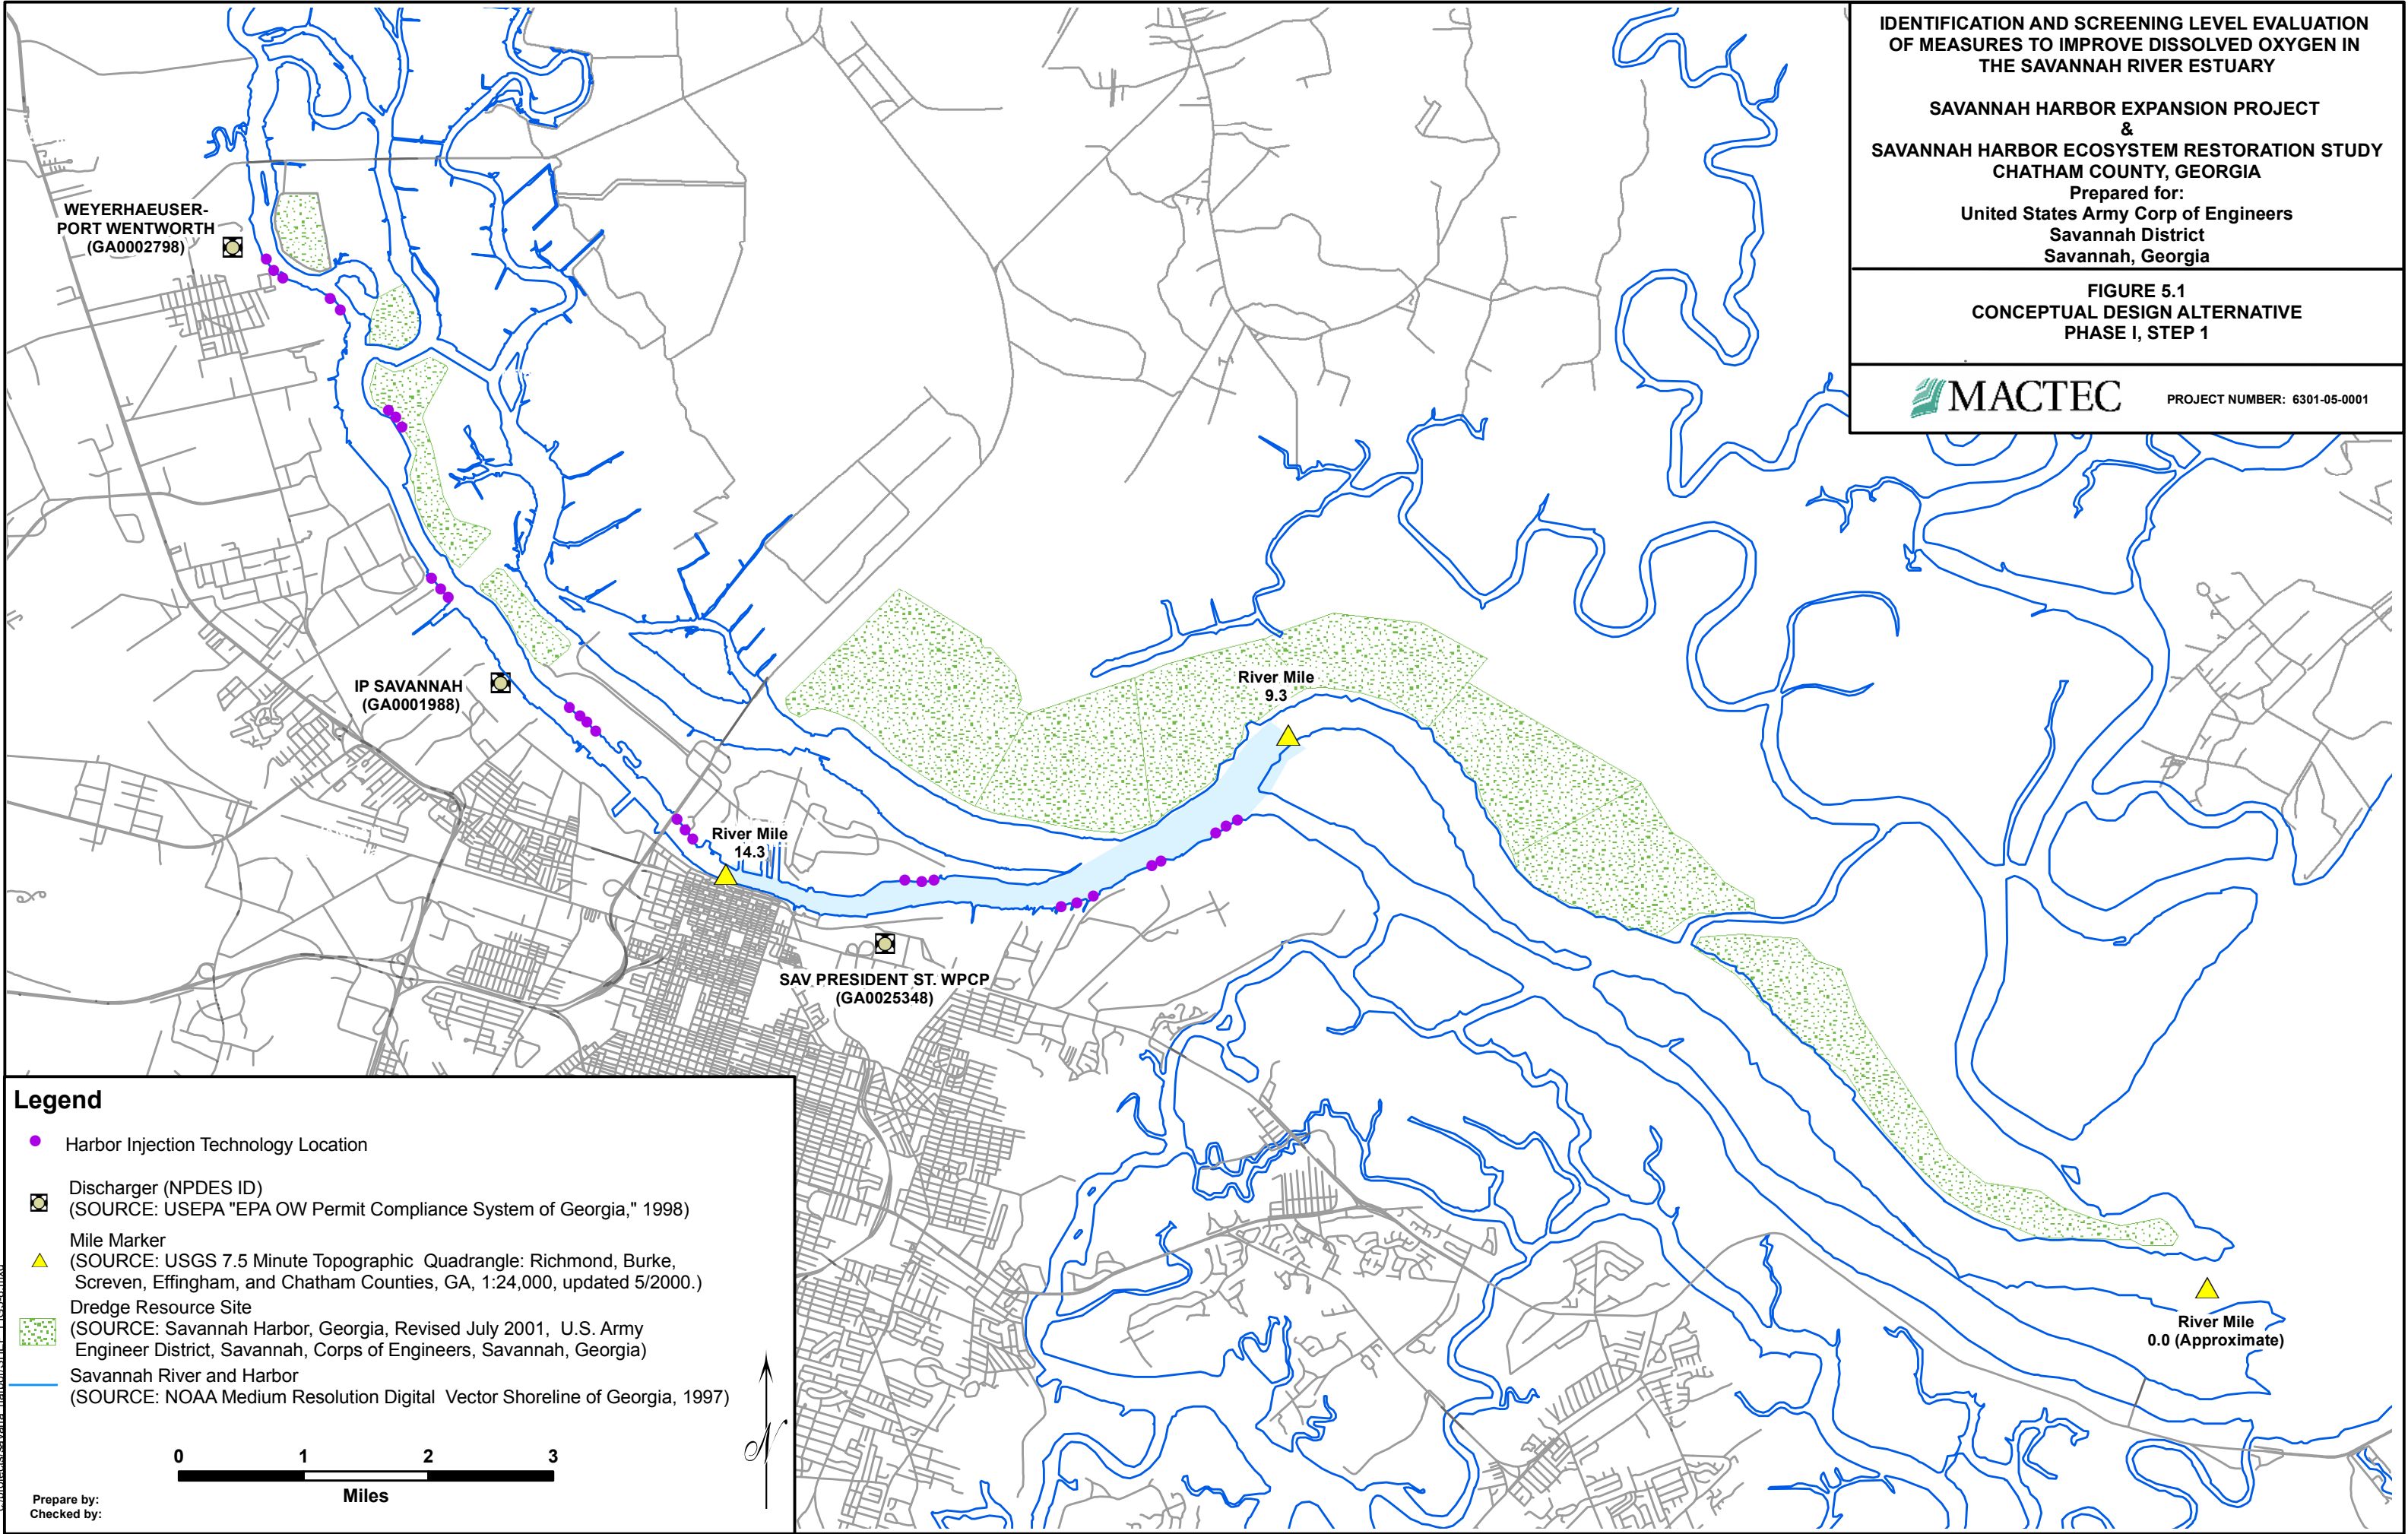 IDENTIFICATION AND SCREENING LEVEL EVALUATION
OF MEASURES TO IMPROVE DISSOLVED OXYGEN IN
THE SAVANNAH RIVER ESTUARY
SAVANNAH HARBOR EXPANSION PROJECT
&
SAVANNAH HARBOR ECOSYSTEM RESTORATION STUDY
CHATHAM COUNTY, GEORGIA
Prepared for:
United States Army Corp of Engineers
Savannah District
Savannah, Georgia
FIGURE 5.1
CONCEPTUAL DESIGN ALTERNATIVE
PHASE I, STEP 1
MACTEC
PROJECT NUMBER: 6301-05-0001
WEYERHAEUSER-
PORT WENTWORTH
(GA0002798)
IP SAVANNAH
(GA0001988)
River Mile
9.3
River Mile
14.3
SAV PRESIDENT ST. WPCP
(GA0025348)
River Mile
0.0 (Approximate)
Legend
Harbor Injection Technology Location
Discharger (NPDES ID)
(SOURCE: USEPA "EPA OW Permit Compliance System of Georgia," 1998)
Mile Marker
(SOURCE: USGS 7.5 Minute Topographic Quadrangle: Richmond, Burke,
Screven, Effingham, and Chatham Counties, GA, 1:24,000, updated 5/2000.)
Dredge Resource Site
(SOURCE: Savannah Harbor, Georgia, Revised July 2001, U.S. Army
Engineer District, Savannah, Corps of Engineers, Savannah, Georgia)
Savannah River and Harbor
(SOURCE: NOAA Medium Resolution Digital Vector Shoreline of Georgia, 1997)
0 1 2 3
Miles
N
Prepare by:
Checked by: